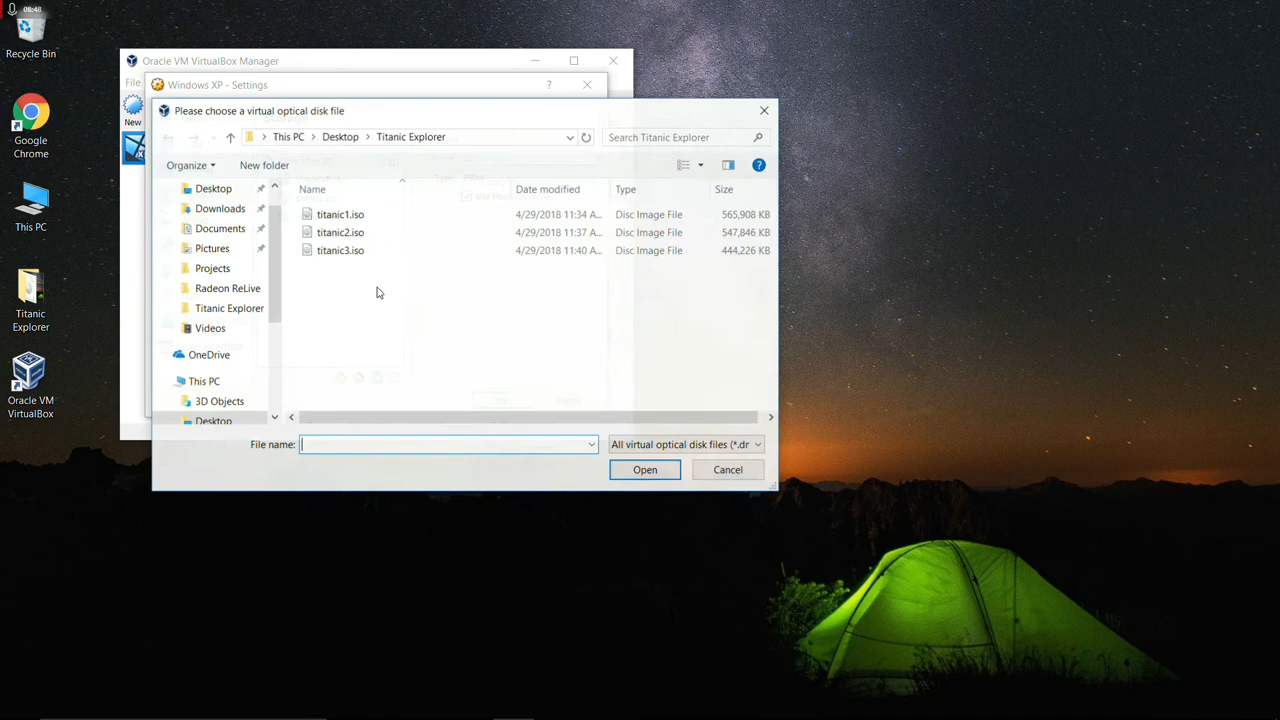 08:48
Recycle Bin
Google
Chrome
This PC
Titanic
Explorer
Oracle VM
VirtualBox
Oracle VM VirtualBox Manager
File
New
Windows XP - Settings
?
Please choose a virtual optical disk file
This PC > Desktop > Titanic Explorer
Search Titanic Explorer
Organize
New folder
?
Desktop
Downloads
Documents
Pictures
Projects
Radeon ReLive
Titanic Explorer
Videos
OneDrive
This PC
3D Objects
Desktop
Name Date modified Type Size
titanic1.iso 4/29/2018 11:34 A... Disc Image File 565,908 KB
titanic2.iso 4/29/2018 11:37 A... Disc Image File 547,846 KB
titanic3.iso 4/29/2018 11:40 A... Disc Image File 444,226 KB
File name:
All virtual optical disk files (*.dr
Open
Cancel